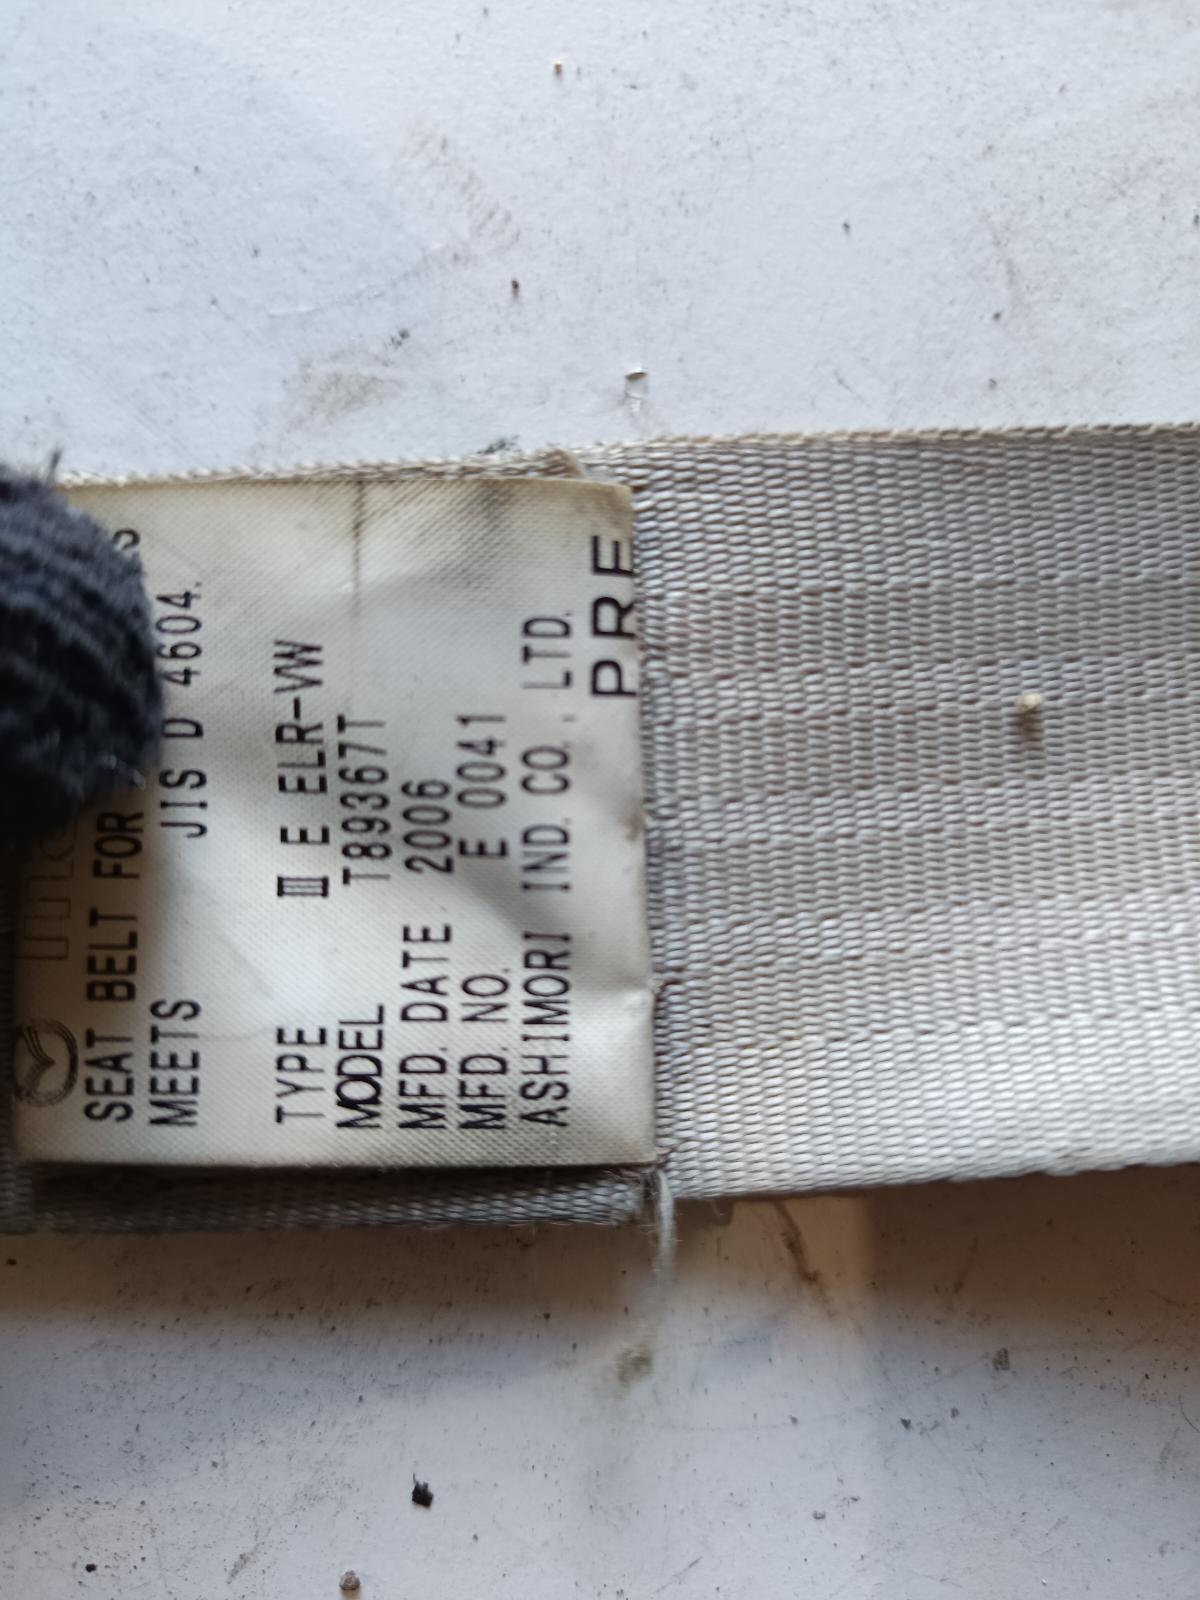 SEAT BELT FOR
MEETS JIS D 4604.
TYPE Ⅲ E ELR-VW
MODEL T89367T
MFD. DATE 2006
MFD. NO. E 0041
ASHIMORI IND. CO., LTD.
PRE